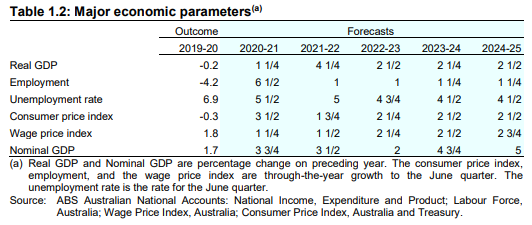 Table 1.2: Major economic parameters(a)
Outcome Forecasts
2019-20 2020-21 2021-22 2022-23 2023-24 2024-25
Real GDP -0.2 1 1/4 4 1/4 2 1/2 2 1/4 2 1/2
Employment -4.2 6 1/2 1 1 1 1/4 1 1/4
Unemployment rate 6.9 5 1/2 5 4 3/4 4 1/2 4 1/2
Consumer price index -0.3 3 1/2 1 3/4 2 1/4 2 1/2 2 1/2
Wage price index 1.8 1 1/4 1 1/2 2 1/4 2 1/2 2 3/4
Nominal GDP 1.7 3 3/4 3 1/2 2 4 3/4 5
(a) Real GDP and Nominal GDP are percentage change on preceding year. The consumer price index,
employment, and the wage price index are through-the-year growth to the June quarter. The
unemployment rate is the rate for the June quarter.
Source: ABS Australian National Accounts: National Income, Expenditure and Product; Labour Force,
Australia; Wage Price Index, Australia; Consumer Price Index, Australia and Treasury.